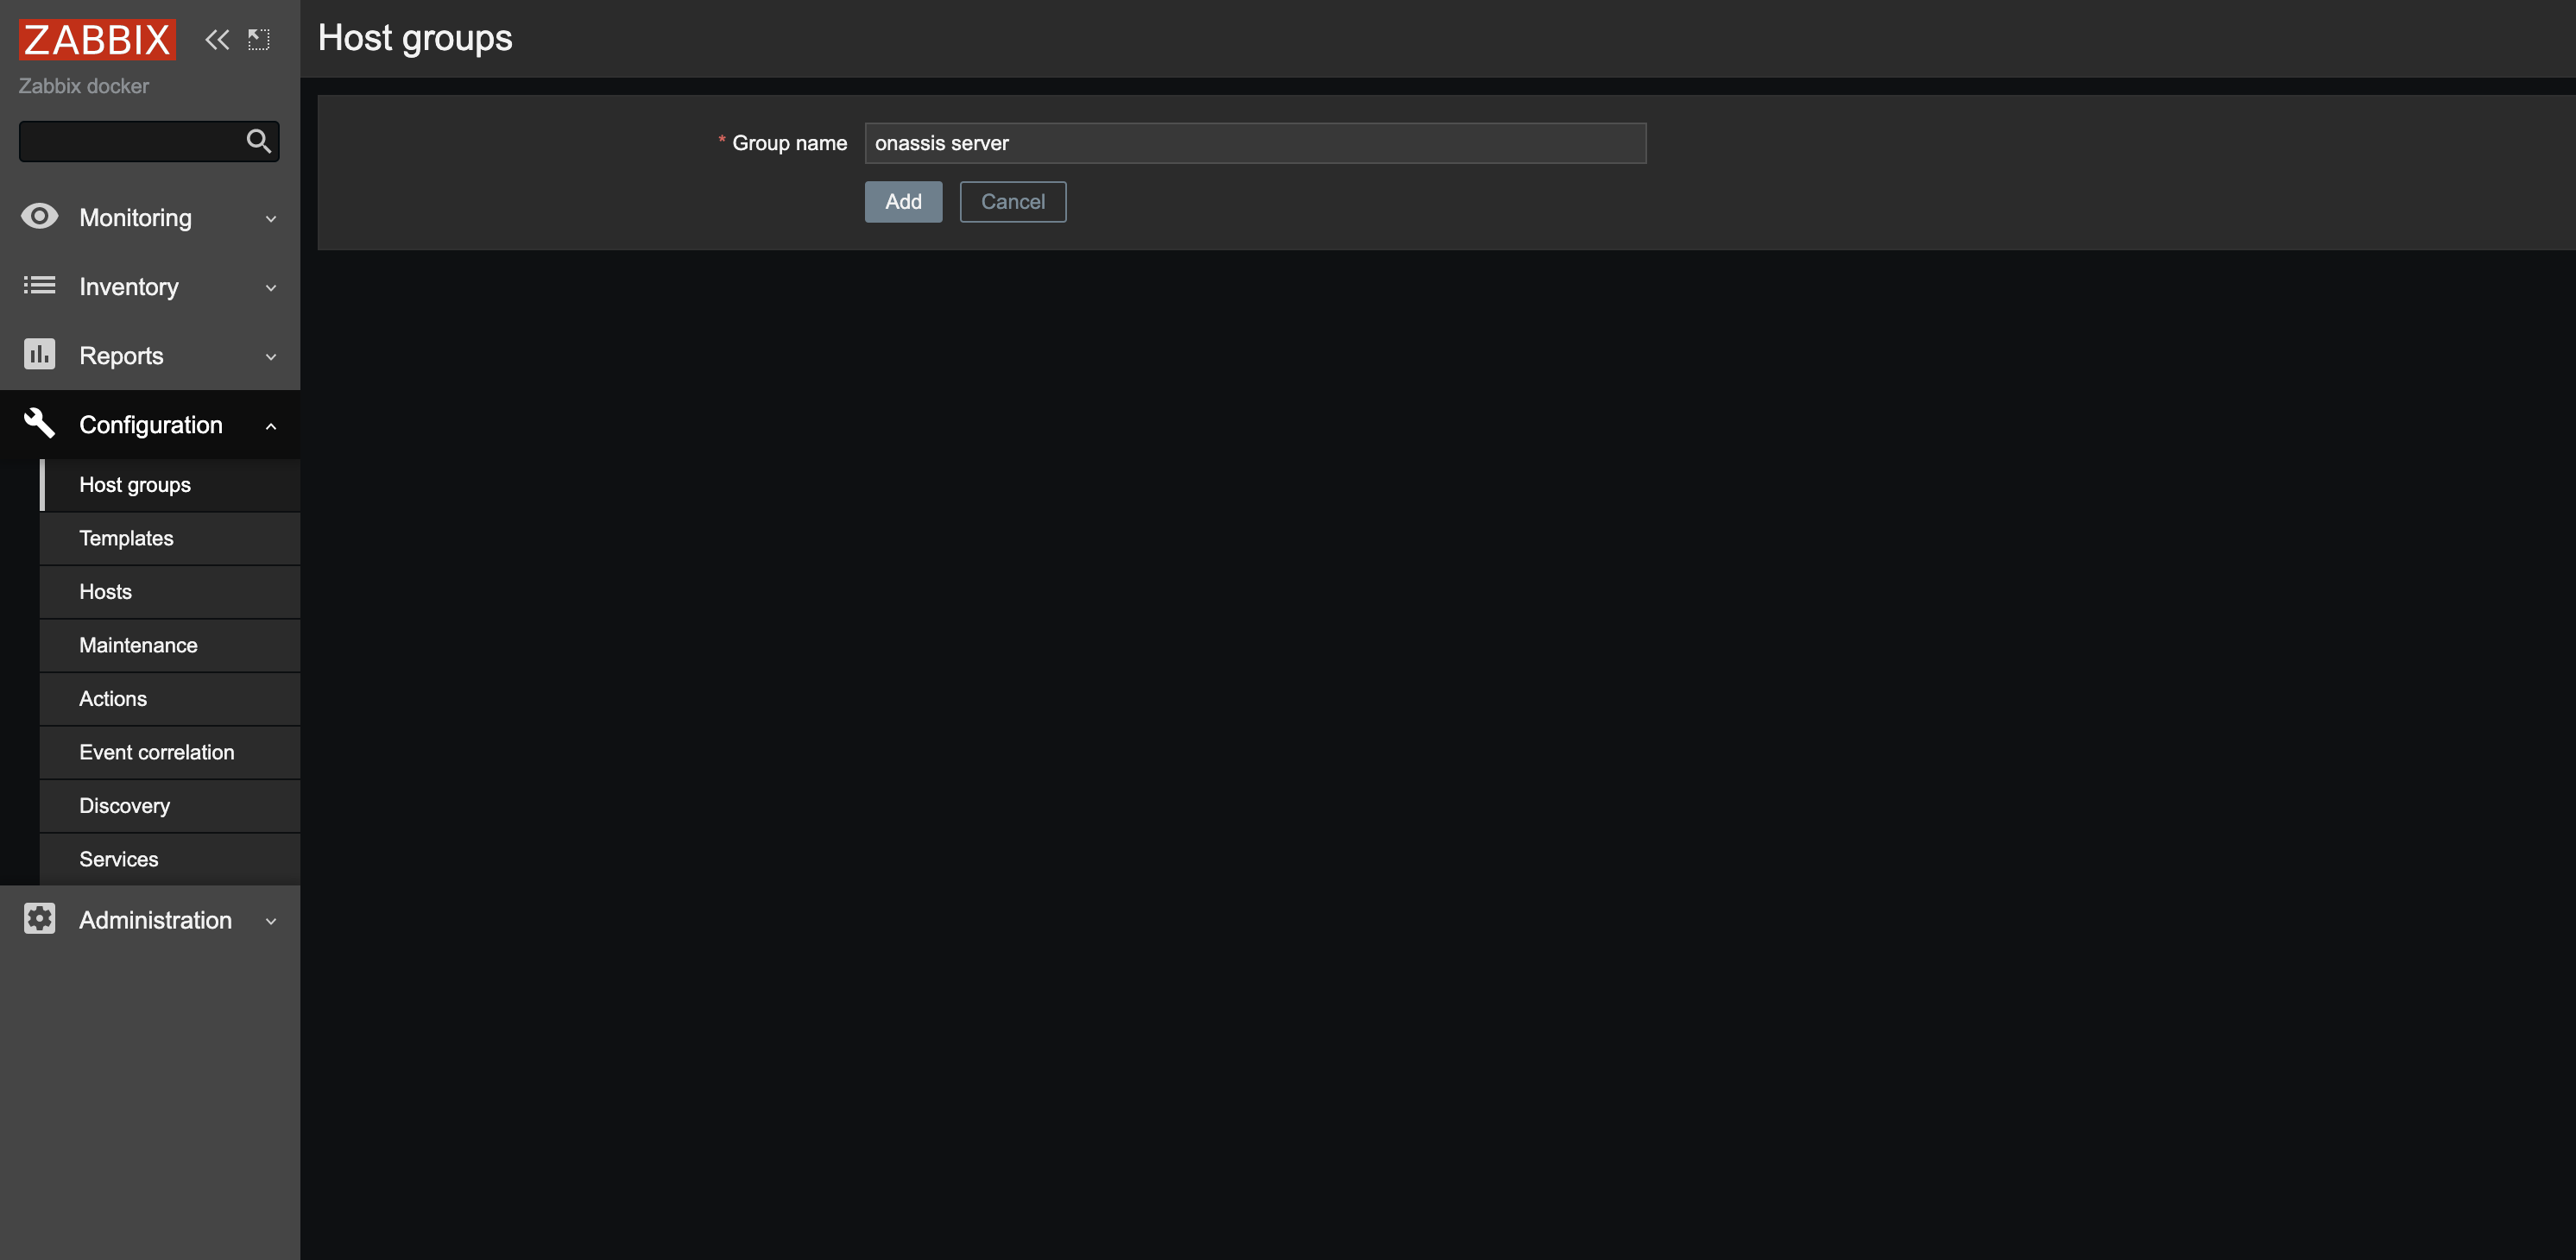 ZABBIX
Zabbix docker
Monitoring
Inventory
Reports
Configuration
Host groups
Templates
Hosts
Maintenance
Actions
Event correlation
Discovery
Services
Administration
Host groups
* Group name onassis server
Add Cancel